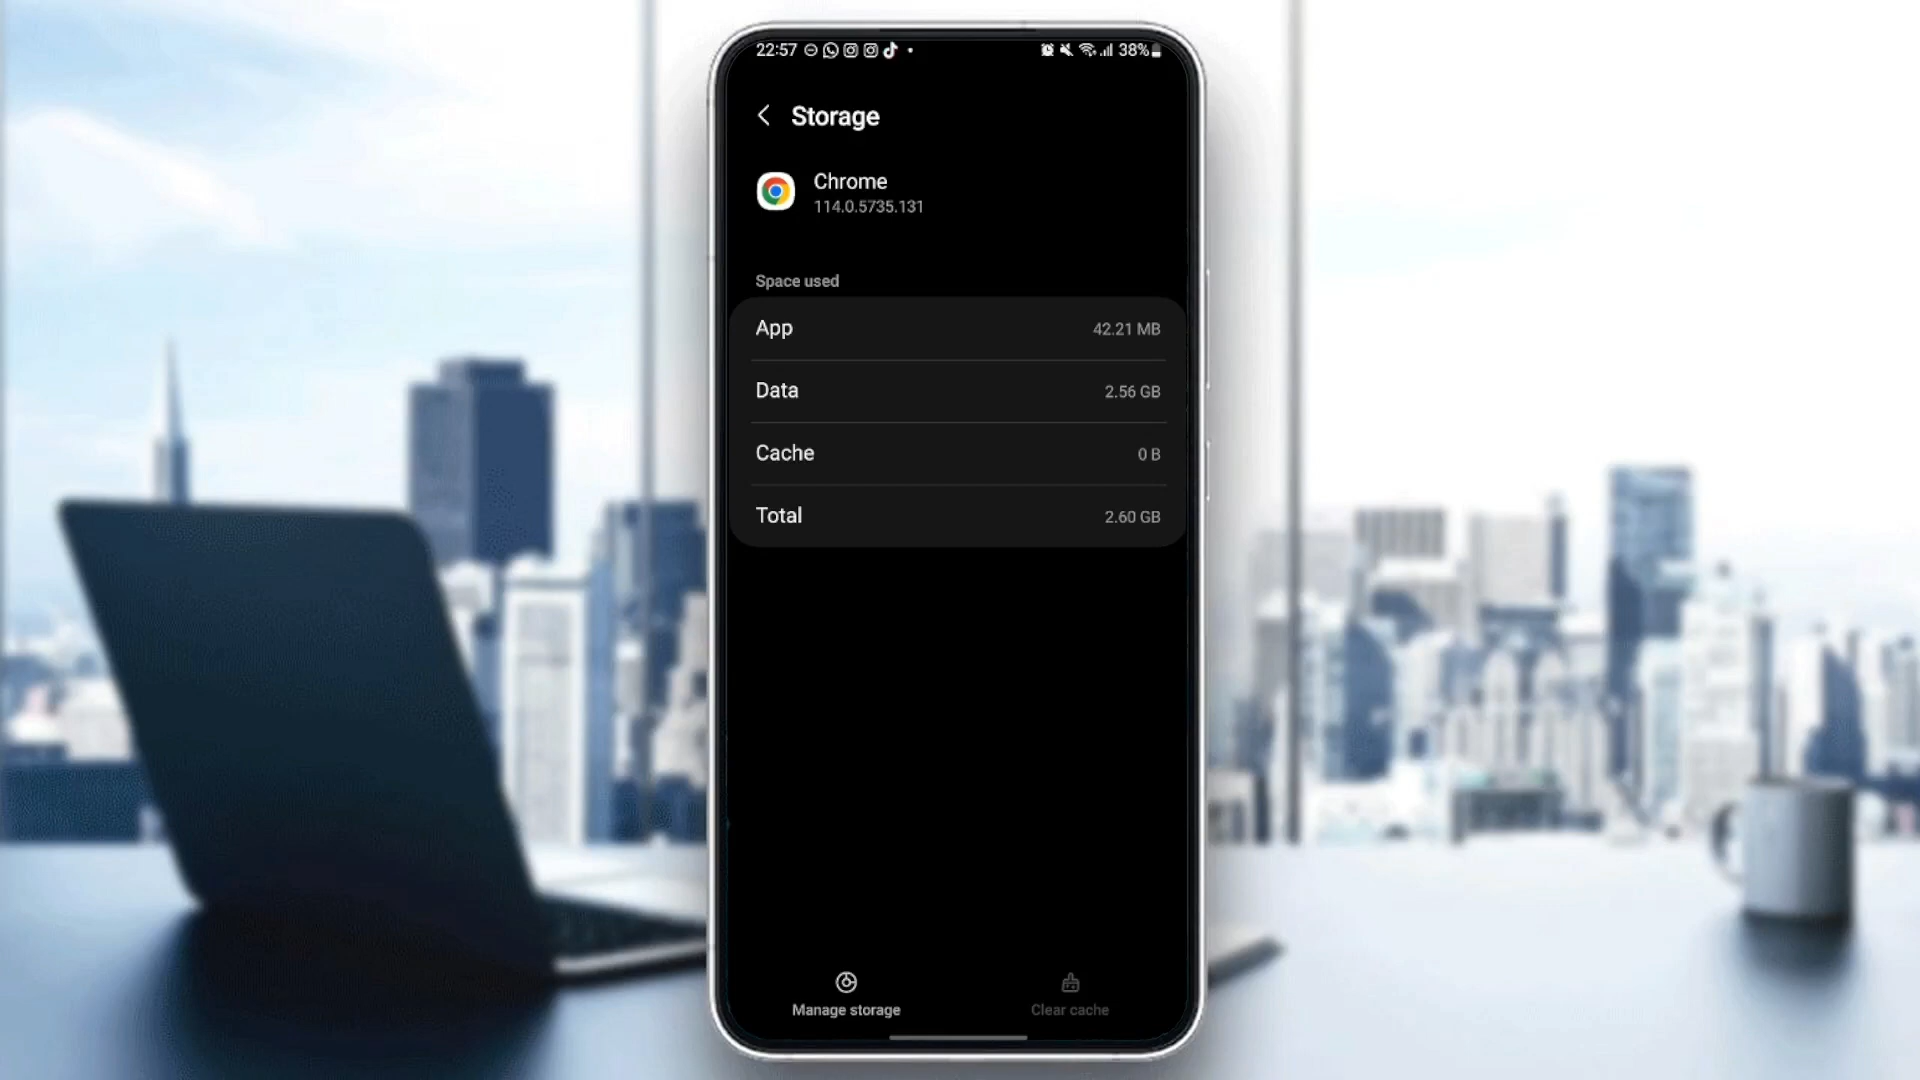 22:57 38%
Storage
Chrome
114.0.5735.131
Space used
App 42.21 MB
Data 2.56 GB
Cache 0 B
Total 2.60 GB
Manage storage Clear cache